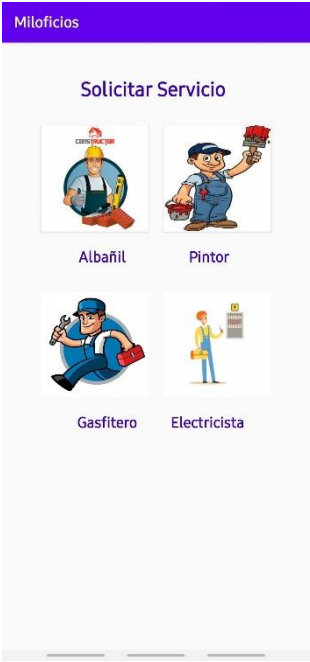 Miloficios
Solicitar Servicio
CONSTRUCTOR
Albañil
Pintor
Gasfitero
Electricista